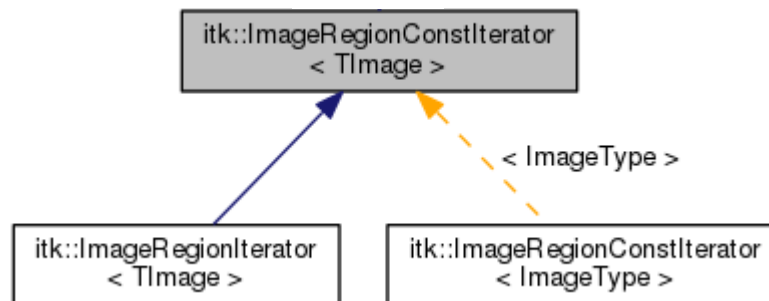 itk::ImageRegionConstIterator
< TImage >
< ImageType >
itk::ImageRegionIterator
< TImage >
itk::ImageRegionConstIterator
< ImageType >